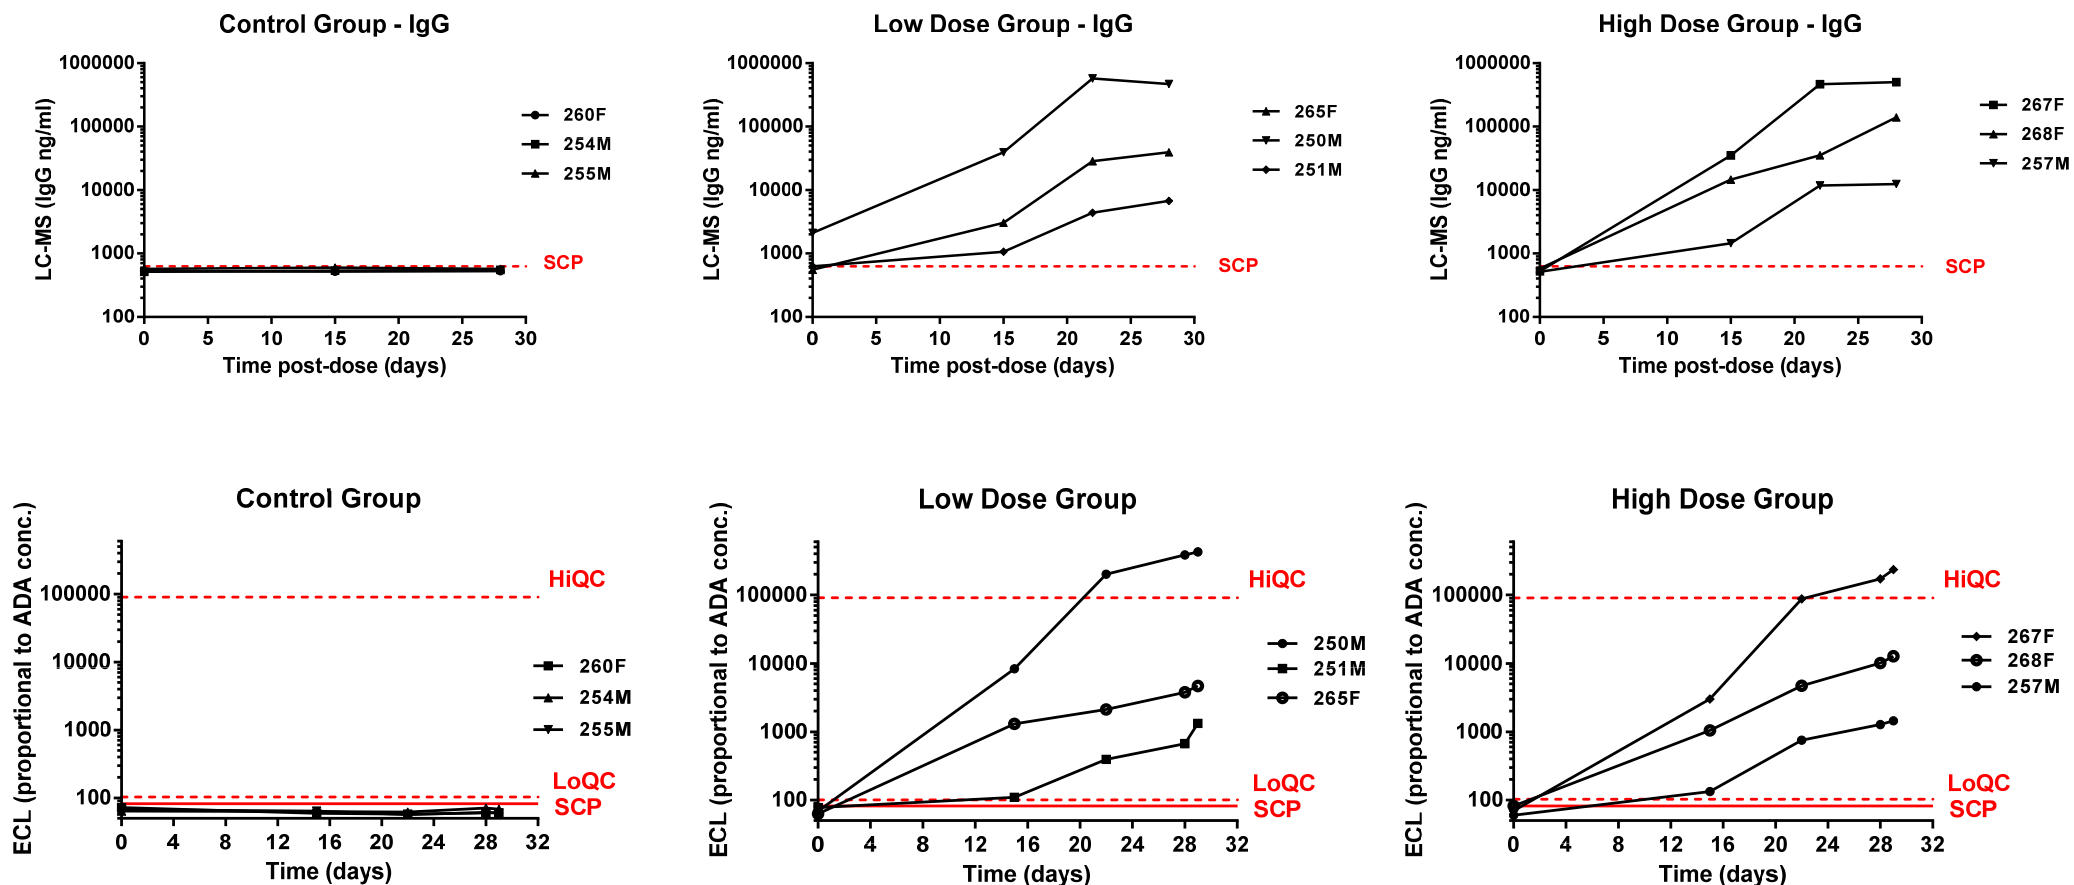 Control Group - IgG
LC-MS (IgG ng/ml)
1000000
100000
10000
1000
100
0 5 10 15 20 25 30
Time post-dose (days)
260F
254M
255M
SCP
Low Dose Group - IgG
LC-MS (IgG ng/ml)
1000000
100000
10000
1000
100
0 5 10 15 20 25 30
Time post-dose (days)
265F
250M
251M
SCP
High Dose Group - IgG
LC-MS (IgG ng/ml)
1000000
100000
10000
1000
100
0 5 10 15 20 25 30
Time post-dose (days)
267F
268F
257M
SCP
Control Group
ECL (proportional to ADA conc.)
100000
10000
1000
100
0 4 8 12 16 20 24 28 32
Time (days)
HiQC
260F
254M
255M
LoQC
SCP
Low Dose Group
ECL (proportional to ADA conc.)
100000
10000
1000
100
0 4 8 12 16 20 24 28 32
Time (days)
HiQC
250M
251M
265F
LoQC
SCP
High Dose Group
ECL (proportional to ADA conc.)
100000
10000
1000
100
0 4 8 12 16 20 24 28 32
Time (days)
HiQC
267F
268F
257M
LoQC
SCP